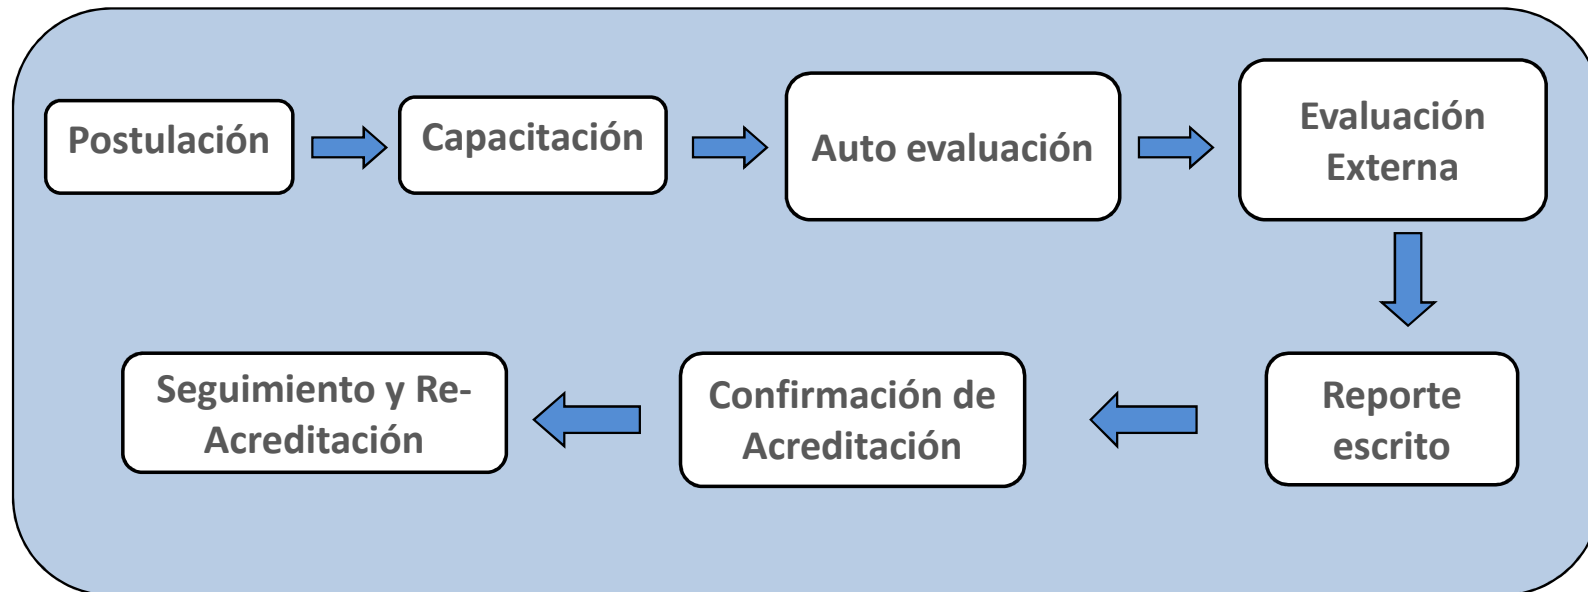 Postulación
Capacitación
Auto evaluación
Evaluación
Externa
Reporte
escrito
Confirmación de
Acreditación
Seguimiento y Re-
Acreditación